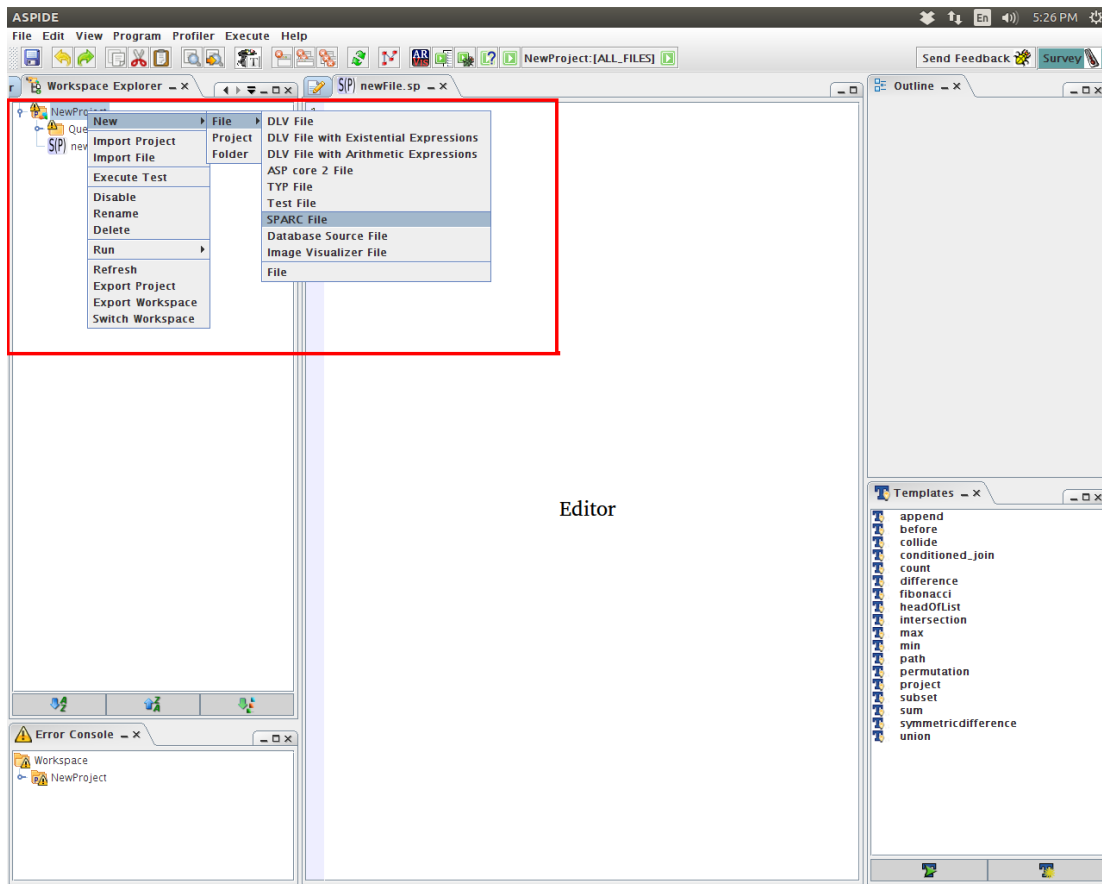 ASPIDE
En
5:26 PM
File Edit View Program Profiler Execute Help
NewProject:[ALL_FILES]
Send Feedback
Survey
Workspace Explorer
S(P) newFile.sp
Outline
NewProject
Que
S(P) new
New
Import Project
Import File
Execute Test
Disable
Rename
Delete
Run
Refresh
Export Project
Export Workspace
Switch Workspace
File
Project
Folder
DLV File
DLV File with Existential Expressions
DLV File with Arithmetic Expressions
ASP core 2 File
TYP File
Test File
SPARC File
Database Source File
Image Visualizer File
File
Editor
Templates
append
before
collide
conditioned_join
count
difference
fibonacci
headOfList
intersection
max
min
path
permutation
project
subset
sum
symmetricdifference
union
Error Console
Workspace
NewProject